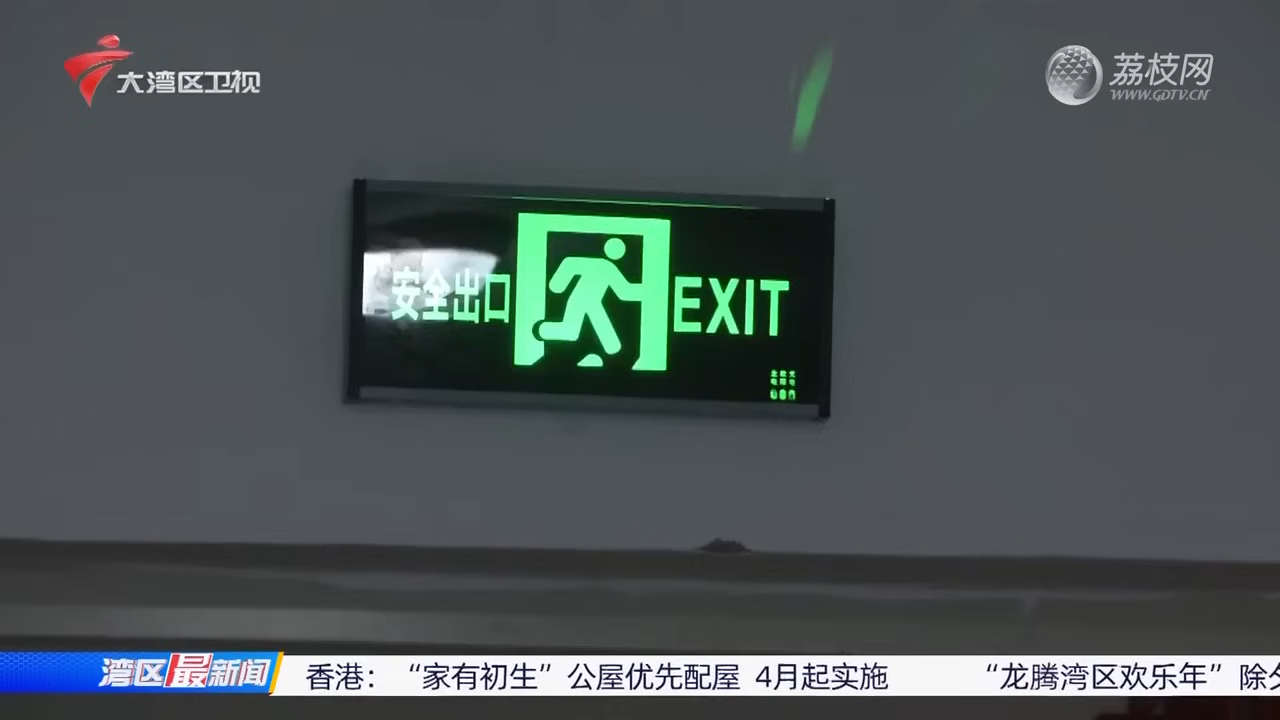 大湾区卫视
荔枝网
WWW.GDTV.CN
安全出口 EXIT
湾区最新闻
香港：“家有初生”公屋优先配屋 4月起实施 “龙腾湾区欢乐年”除夕